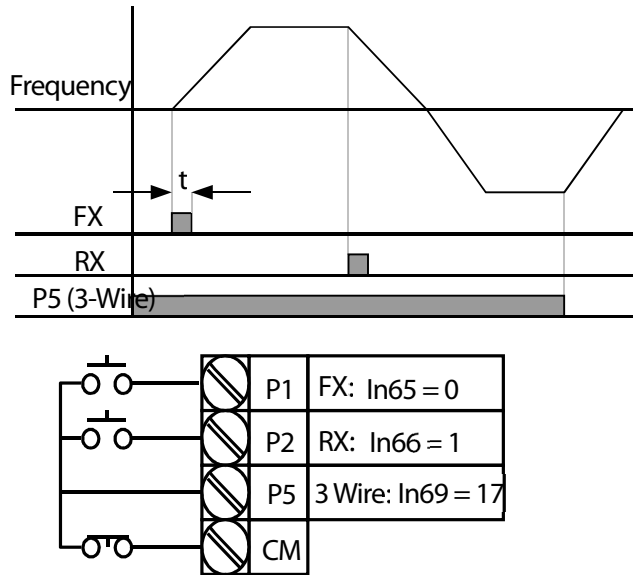 Frequency
t
FX
RX
P5 (3-Wire)
P1 FX: In65 = 0
P2 RX: In66 = 1
P5 3 Wire: In69 = 17
CM